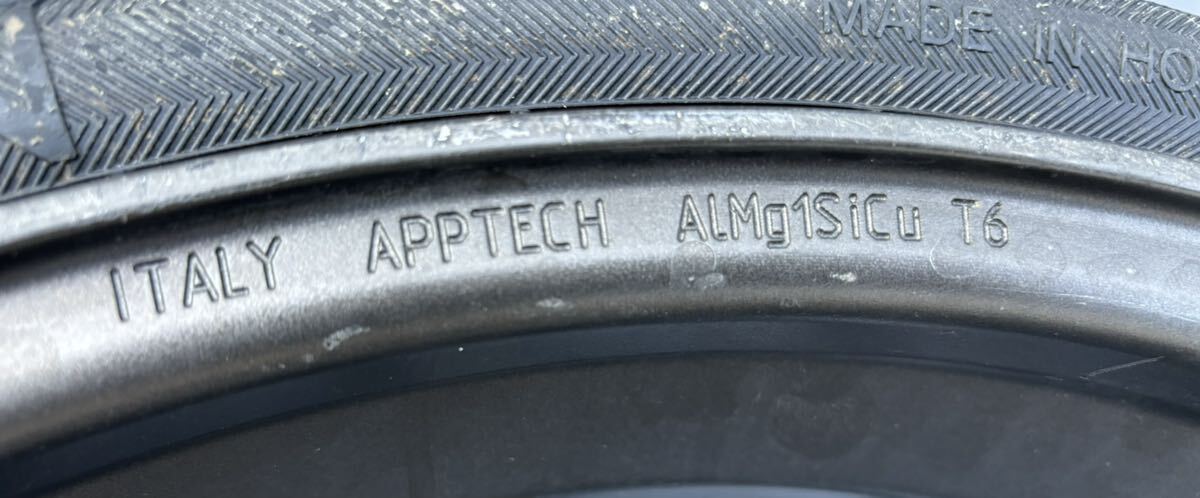 MADE IN HO
ITALY APPTECH AlMg1SiCu T6